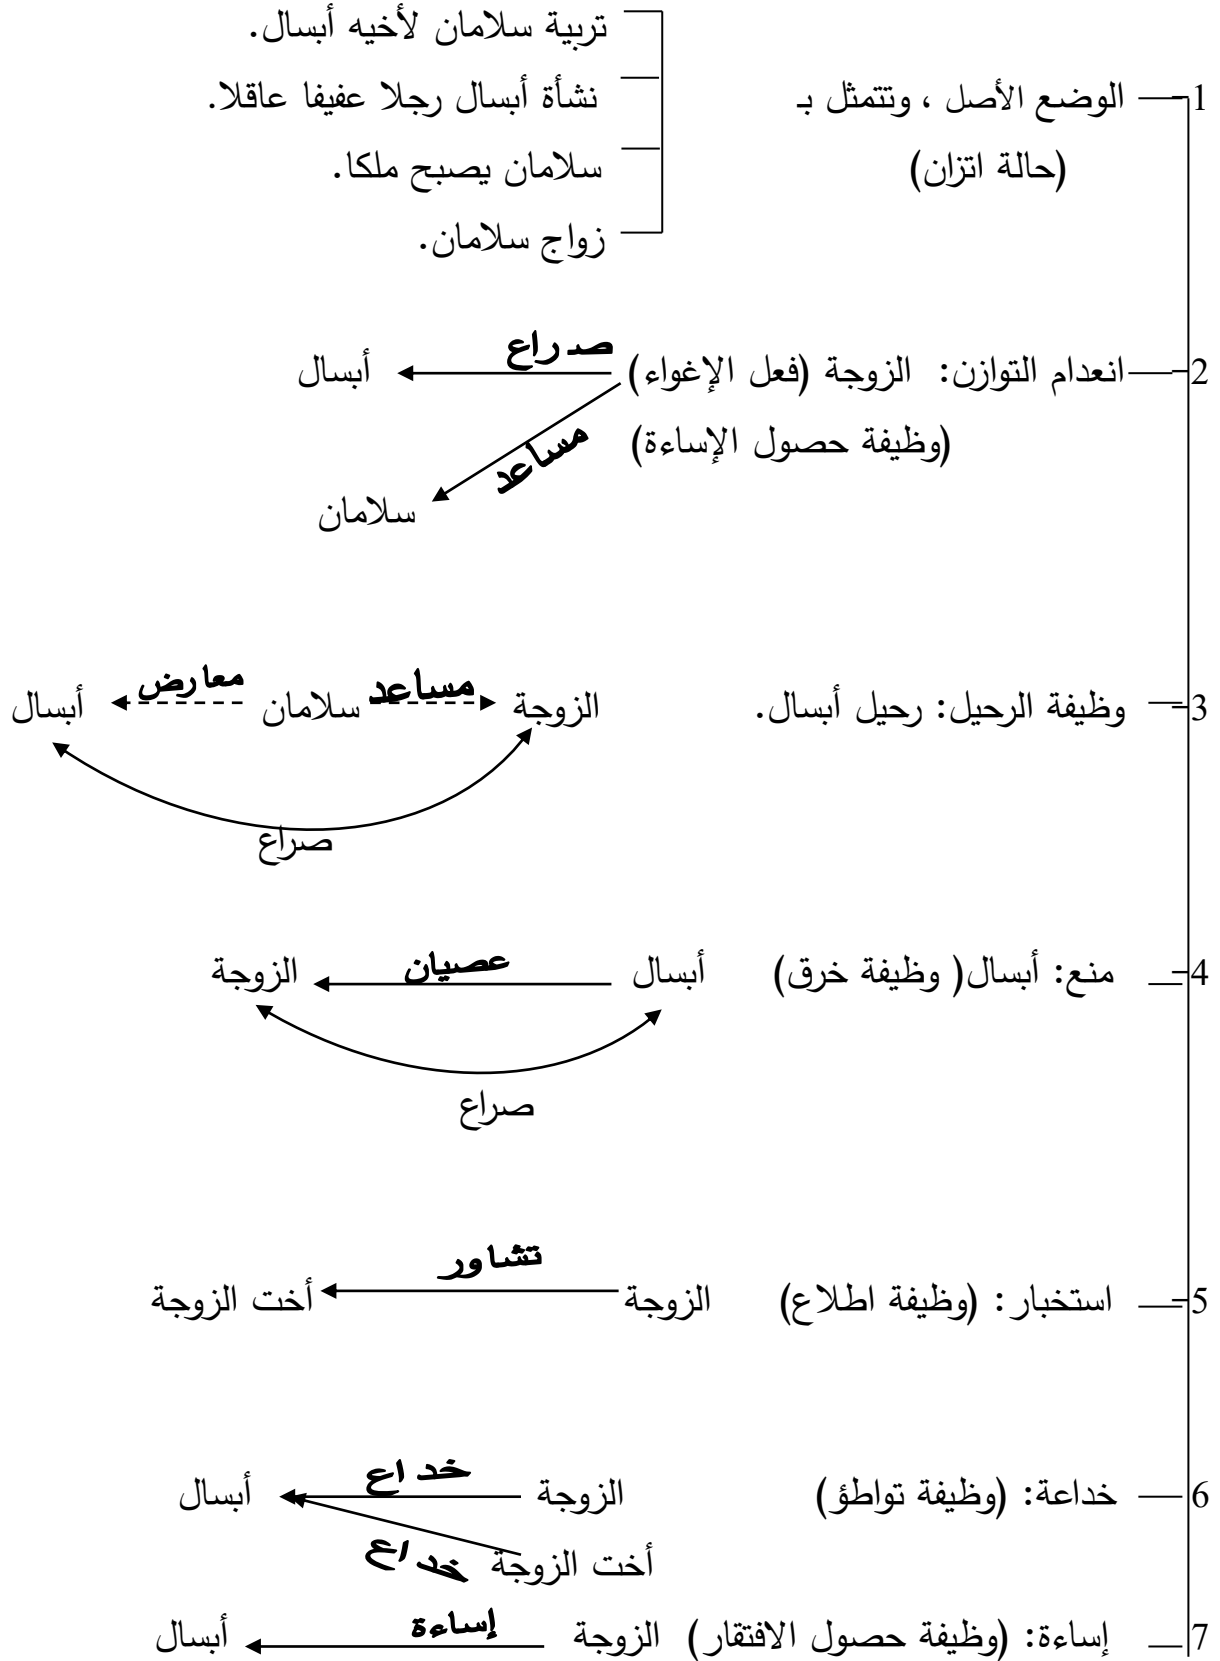 تربية سلامان لأخيه أبسال.
1– الوضع الأصل ، وتتمثل بـ نشأة أبسال رجلا عفيفا عاقلا.
(حالة اتزان) سلامان يصبح ملكا.
زواج سلامان.
صراع
2– انعدام التوازن: الزوجة (فعل الإغواء) أبسال
(وظيفة حصول الإساءة) مساعد
سلامان
مساعد معارض
3– وظيفة الرحيل: رحيل أبسال. الزوجة سلامان أبسال
صراع
عصيان
4– منع: أبسال( وظيفة خرق) أبسال الزوجة
صراع
تشاور
5– استخبار: (وظيفة اطلاع) الزوجة أخت الزوجة
خداع
6– خداعة: (وظيفة تواطؤ) الزوجة أبسال
أخت الزوجة خداع
إساءة
7– إساءة: (وظيفة حصول الافتقار) الزوجة أبسال